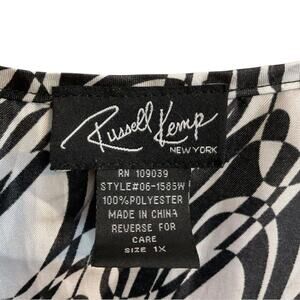 Russell Kemp
NEW YORK
RN 109039
STYLE#06-1585W
100%POLYESTER
MADE IN CHINA
REVERSE FOR
CARE
SIZE 1X